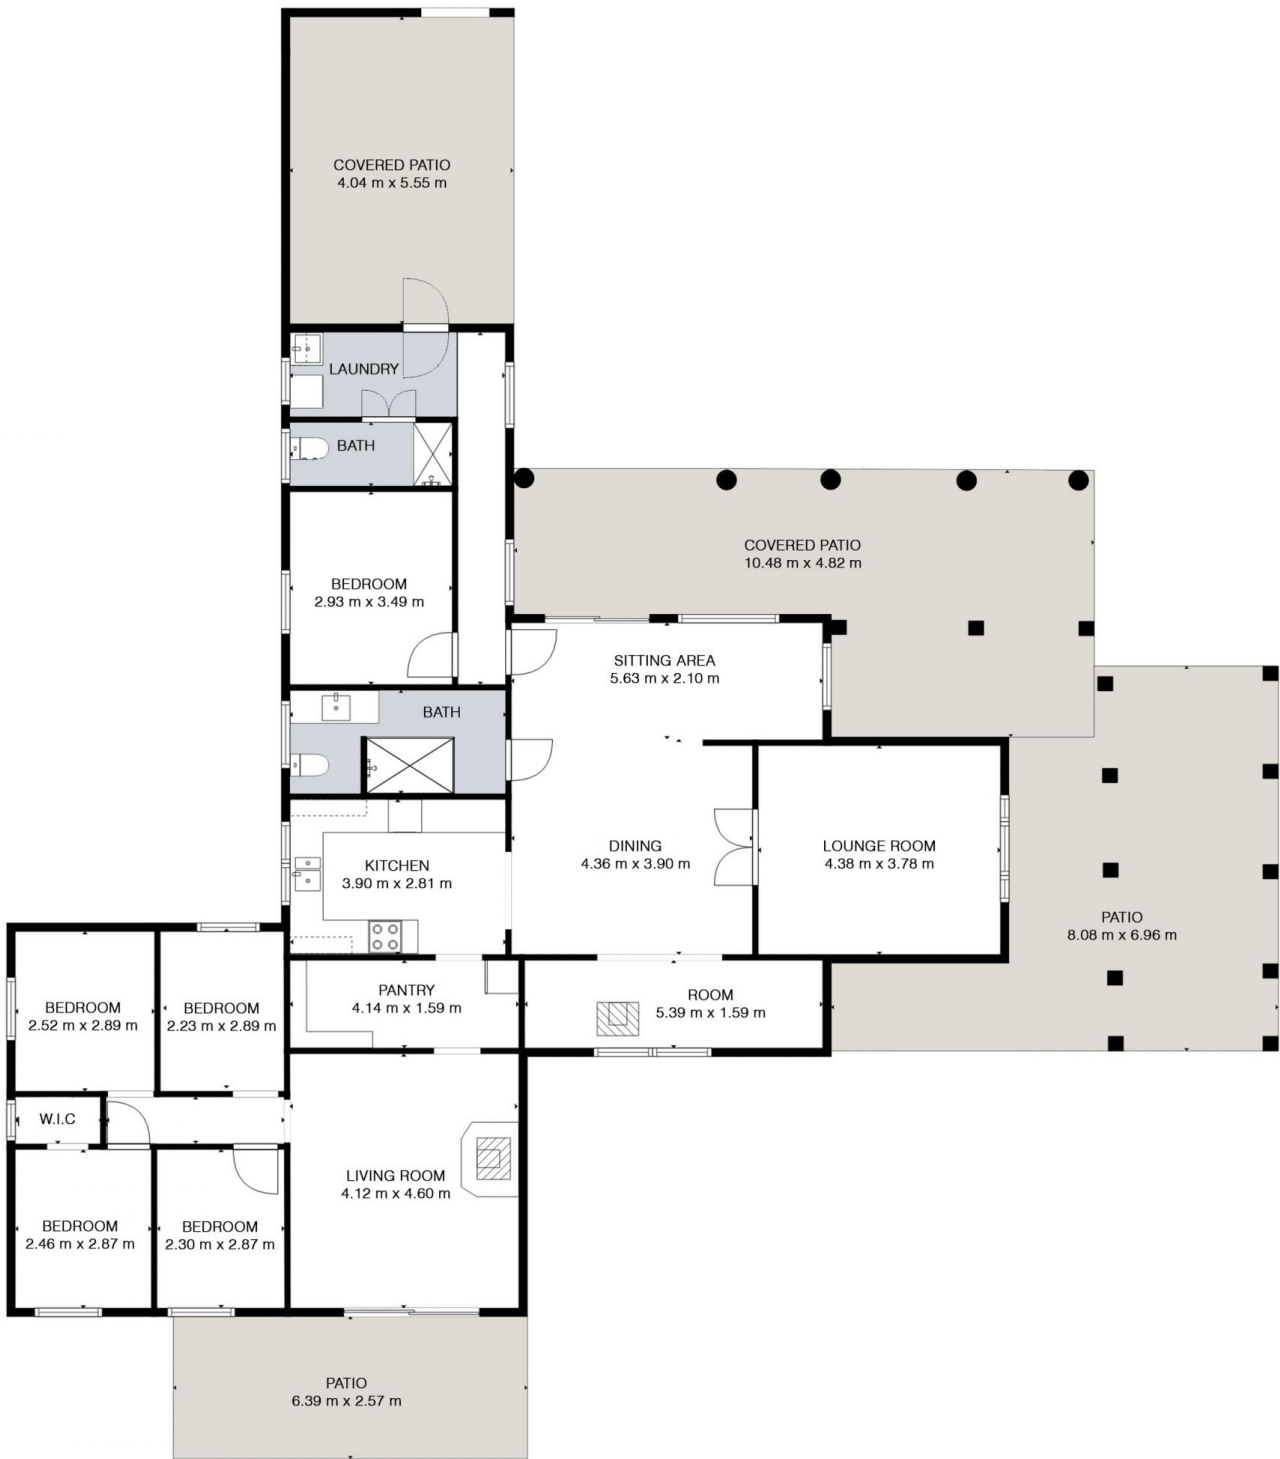 COVERED PATIO
4.04 m x 5.55 m
LAUNDRY
BATH
BEDROOM
2.93 m x 3.49 m
COVERED PATIO
10.48 m x 4.82 m
SITTING AREA
5.63 m x 2.10 m
BATH
KITCHEN
3.90 m x 2.81 m
DINING
4.36 m x 3.90 m
LOUNGE ROOM
4.38 m x 3.78 m
PATIO
8.08 m x 6.96 m
BEDROOM
2.52 m x 2.89 m
BEDROOM
2.23 m x 2.89 m
PANTRY
4.14 m x 1.59 m
ROOM
5.39 m x 1.59 m
W.I.C
LIVING ROOM
4.12 m x 4.60 m
BEDROOM
2.46 m x 2.87 m
BEDROOM
2.30 m x 2.87 m
PATIO
6.39 m x 2.57 m